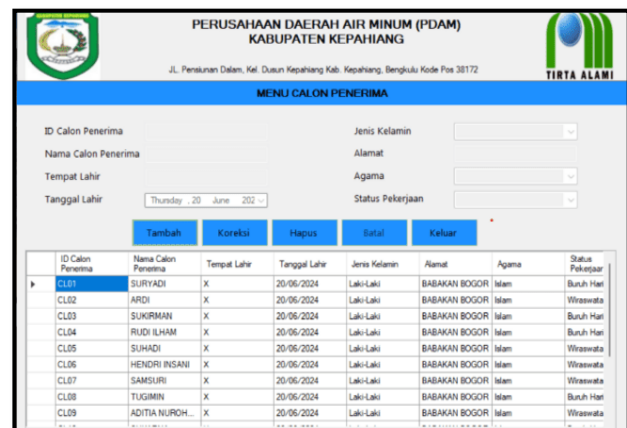 PERUSAHAAN DAERAH AIR MINUM (PDAM)
KABUPATEN KEPAHIANG
JL. Pensiunan Dalam, Kel. Dusun Kepahiang Kab. Kepahiang, Bengkulu Kode Pos 38172
TIRTA ALAMI
MENU CALON PENERIMA
ID Calon Penerima
Jenis Kelamin
Nama Calon Penerima
Alamat
Tempat Lahir
Agama
Tanggal Lahir
Thursday , 20 June 202
Status Pekerjaan
Tambah Koreksi Hapus Batal Keluar
ID Calon Penerima Nama Calon Penerima Tempat Lahir Tanggal Lahir Jenis Kelamin Alamat Agama Status Pekerjaar
CL01 SURYADI X 20/06/2024 Laki-Laki BABAKAN BOGOR Islam Buruh Hari
CL02 ARDI X 20/06/2024 Laki-Laki BABAKAN BOGOR Islam Wiraswata
CL03 SUKIRMAN X 20/06/2024 Laki-Laki BABAKAN BOGOR Islam Buruh Hari
CL04 RUDI ILHAM X 20/06/2024 Laki-Laki BABAKAN BOGOR Islam Buruh Hari
CL05 SUHADI X 20/06/2024 Laki-Laki BABAKAN BOGOR Islam Wiraswata
CL06 HENDRI INSANI X 20/06/2024 Laki-Laki BABAKAN BOGOR Islam Wiraswata
CL07 SAMSURI X 20/06/2024 Laki-Laki BABAKAN BOGOR Islam Wiraswata
CL08 TUGIMIN X 20/06/2024 Laki-Laki BABAKAN BOGOR Islam Buruh Hari
CL09 ADITIA NUROH... X 20/06/2024 Laki-Laki BABAKAN BOGOR Islam Wiraswata